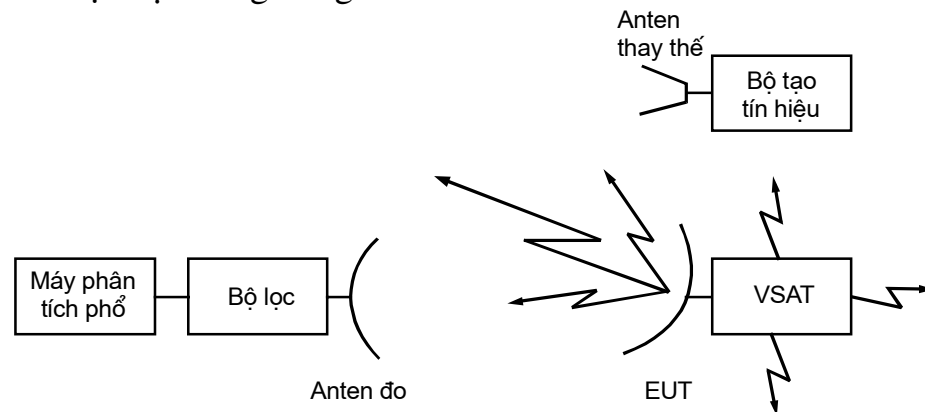 Anten
thay thế
Bộ tạo
tín hiệu
Máy phân
tích phổ
Bộ lọc
VSAT
Anten đo
EUT